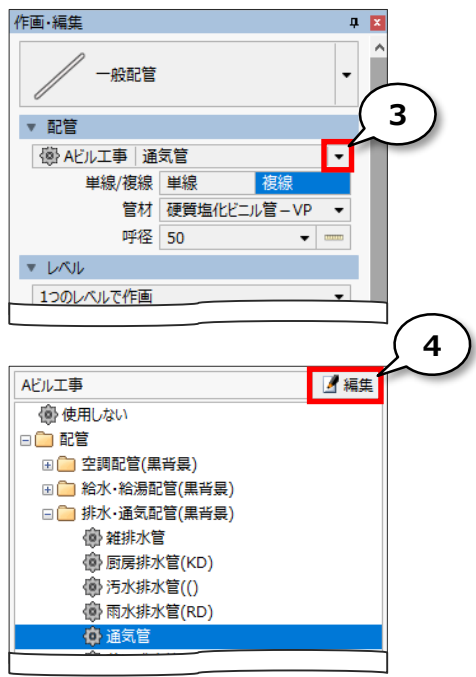 作画・編集
一般配管
3
配管
Aビル工事 通気管
単線/複線 単線 複線
管材 硬質塩化ビニル管－VP
呼径 50
レベル
1つのレベルで作画
4
Aビル工事 編集
使用しない
配管
空調配管(黒背景)
給水・給湯配管(黒背景)
排水・通気配管(黒背景)
雑排水管
厨房排水管(KD)
汚水排水管(()
雨水排水管(RD)
通気管